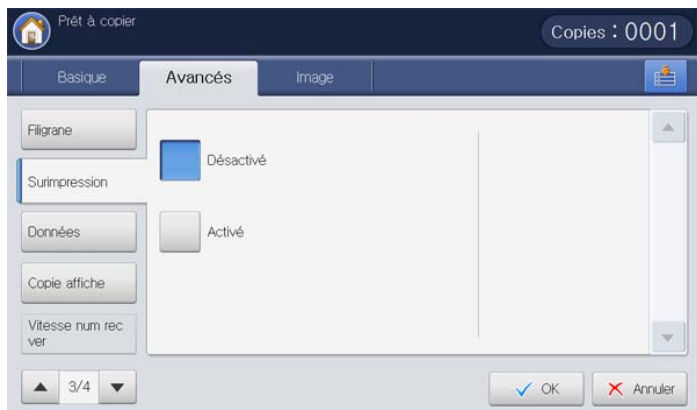 Prêt à copier
Copies : 0001
Basique
Avancés
Image
Filigrane
Désactivé
Surimpression
Données
Activé
Copie affiche
Vitesse num rec
ver
3/4
OK
Annuler